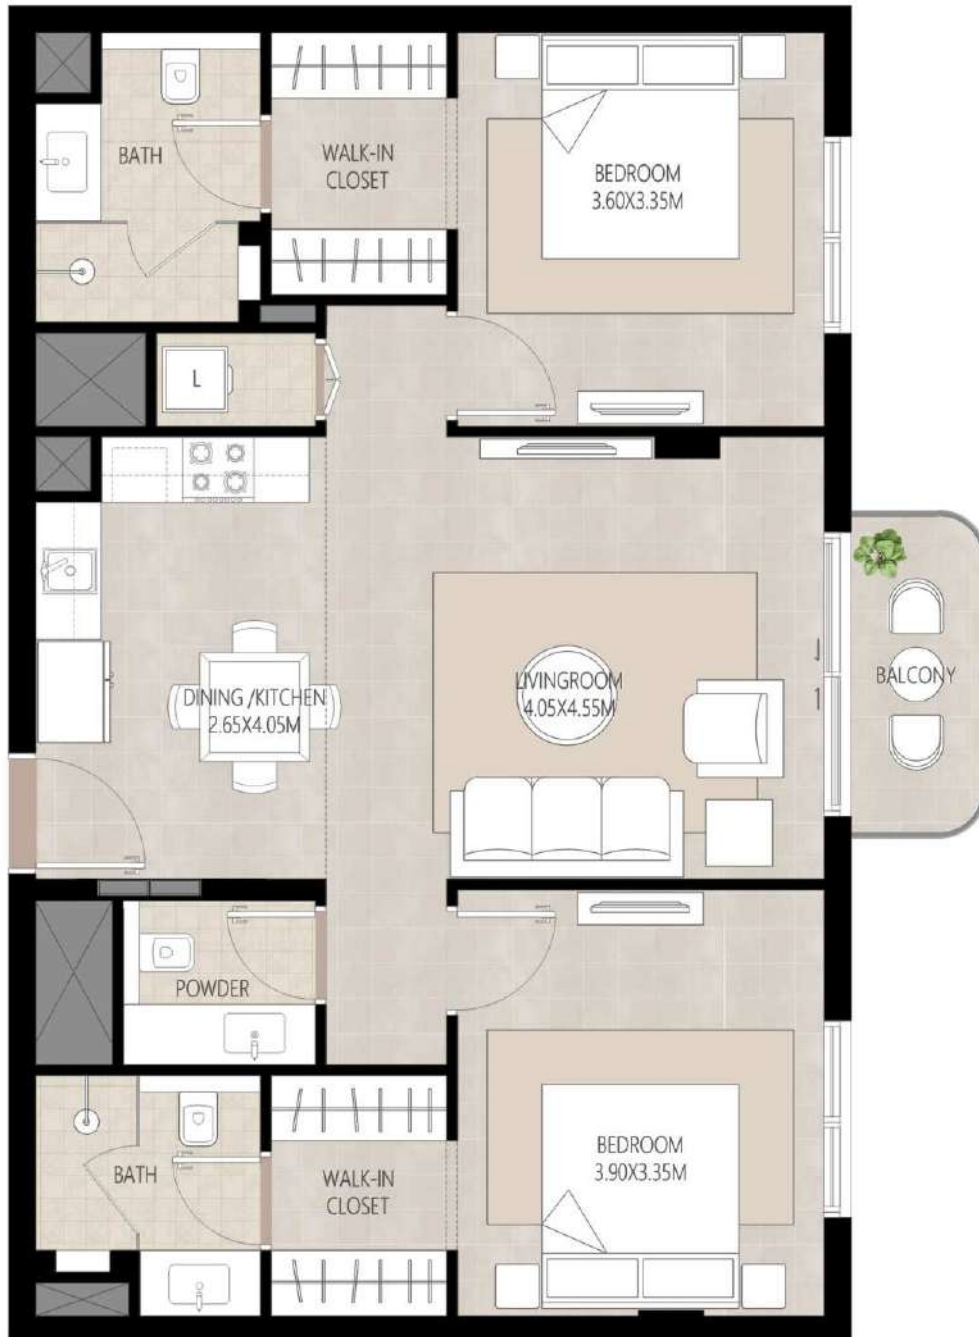 BATH
WALK-IN
CLOSET
BEDROOM
3.60X3.35M
L
DINING /KITCHEN
2.65X4.05M
LIVINGROOM
4.05X4.55M
BALCONY
POWDER
BATH
WALK-IN
CLOSET
BEDROOM
3.90X3.35M